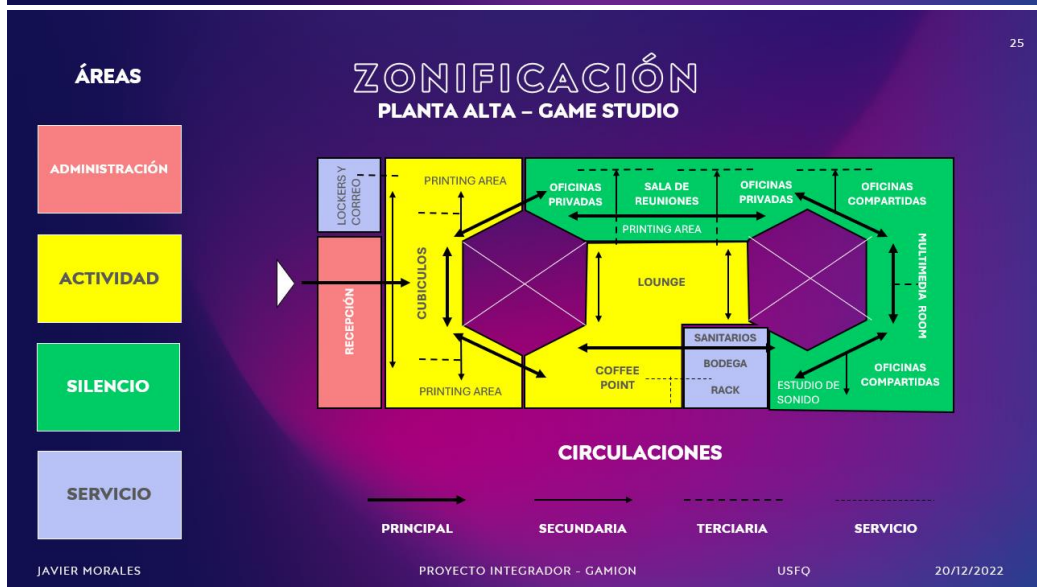 25
ÁREAS
ZONIFICACIÓN
PLANTA ALTA – GAME STUDIO
ADMINISTRACIÓN
ACTIVIDAD
SILENCIO
SERVICIO
LOCKERS Y
CORREO
RECEPCIÓN
PRINTING AREA
CUBICULOS
PRINTING AREA
OFICINAS
PRIVADAS
SALA DE
REUNIONES
OFICINAS
PRIVADAS
OFICINAS
COMPARTIDAS
PRINTING AREA
LOUNGE
MULTIMEDIA ROOM
COFFEE
POINT
SANITARIOS
BODEGA
RACK
ESTUDIO DE
SONIDO
OFICINAS
COMPARTIDAS
CIRCULACIONES
PRINCIPAL
SECUNDARIA
TERCIARIA
SERVICIO
JAVIER MORALES
PROYECTO INTEGRADOR - GAMION
USFQ
20/12/2022